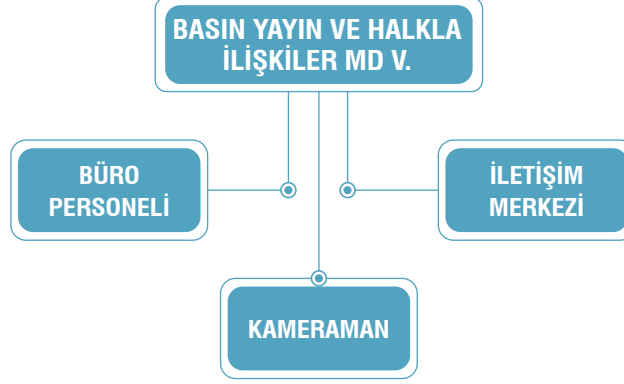 BASIN YAYIN VE HALKLA
İLİŞKİLER MD V.
BÜRO
PERSONELİ
İLETİŞİM
MERKEZİ
KAMERAMAN